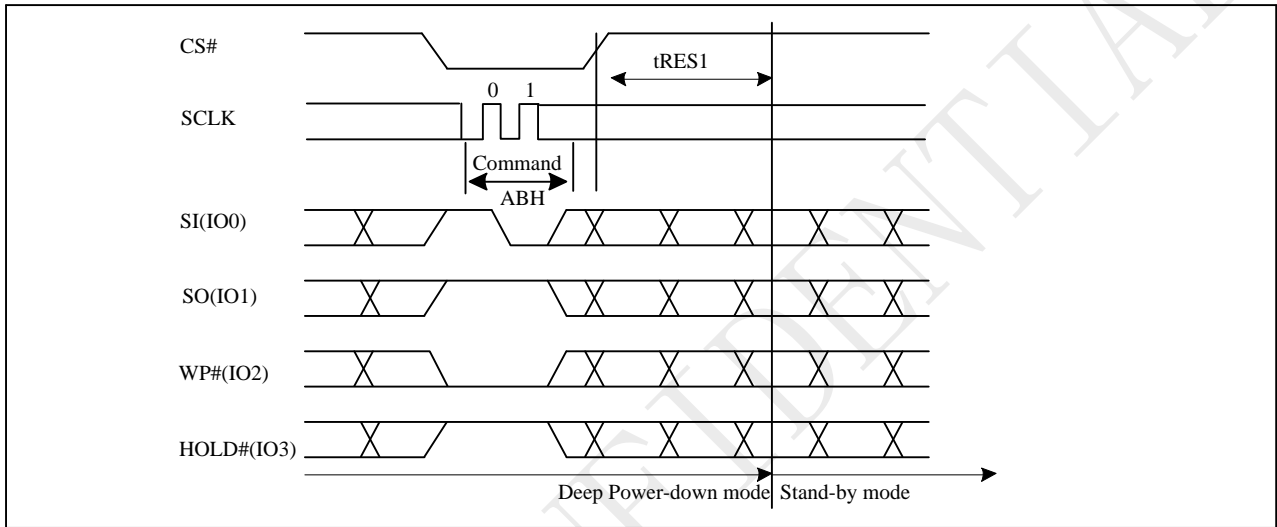 CS#
tRES1
0 1
SCLK
Command
ABH
SI(IO0)
SO(IO1)
WP#(IO2)
HOLD#(IO3)
Deep Power-down mode Stand-by mode
FIDENTIA